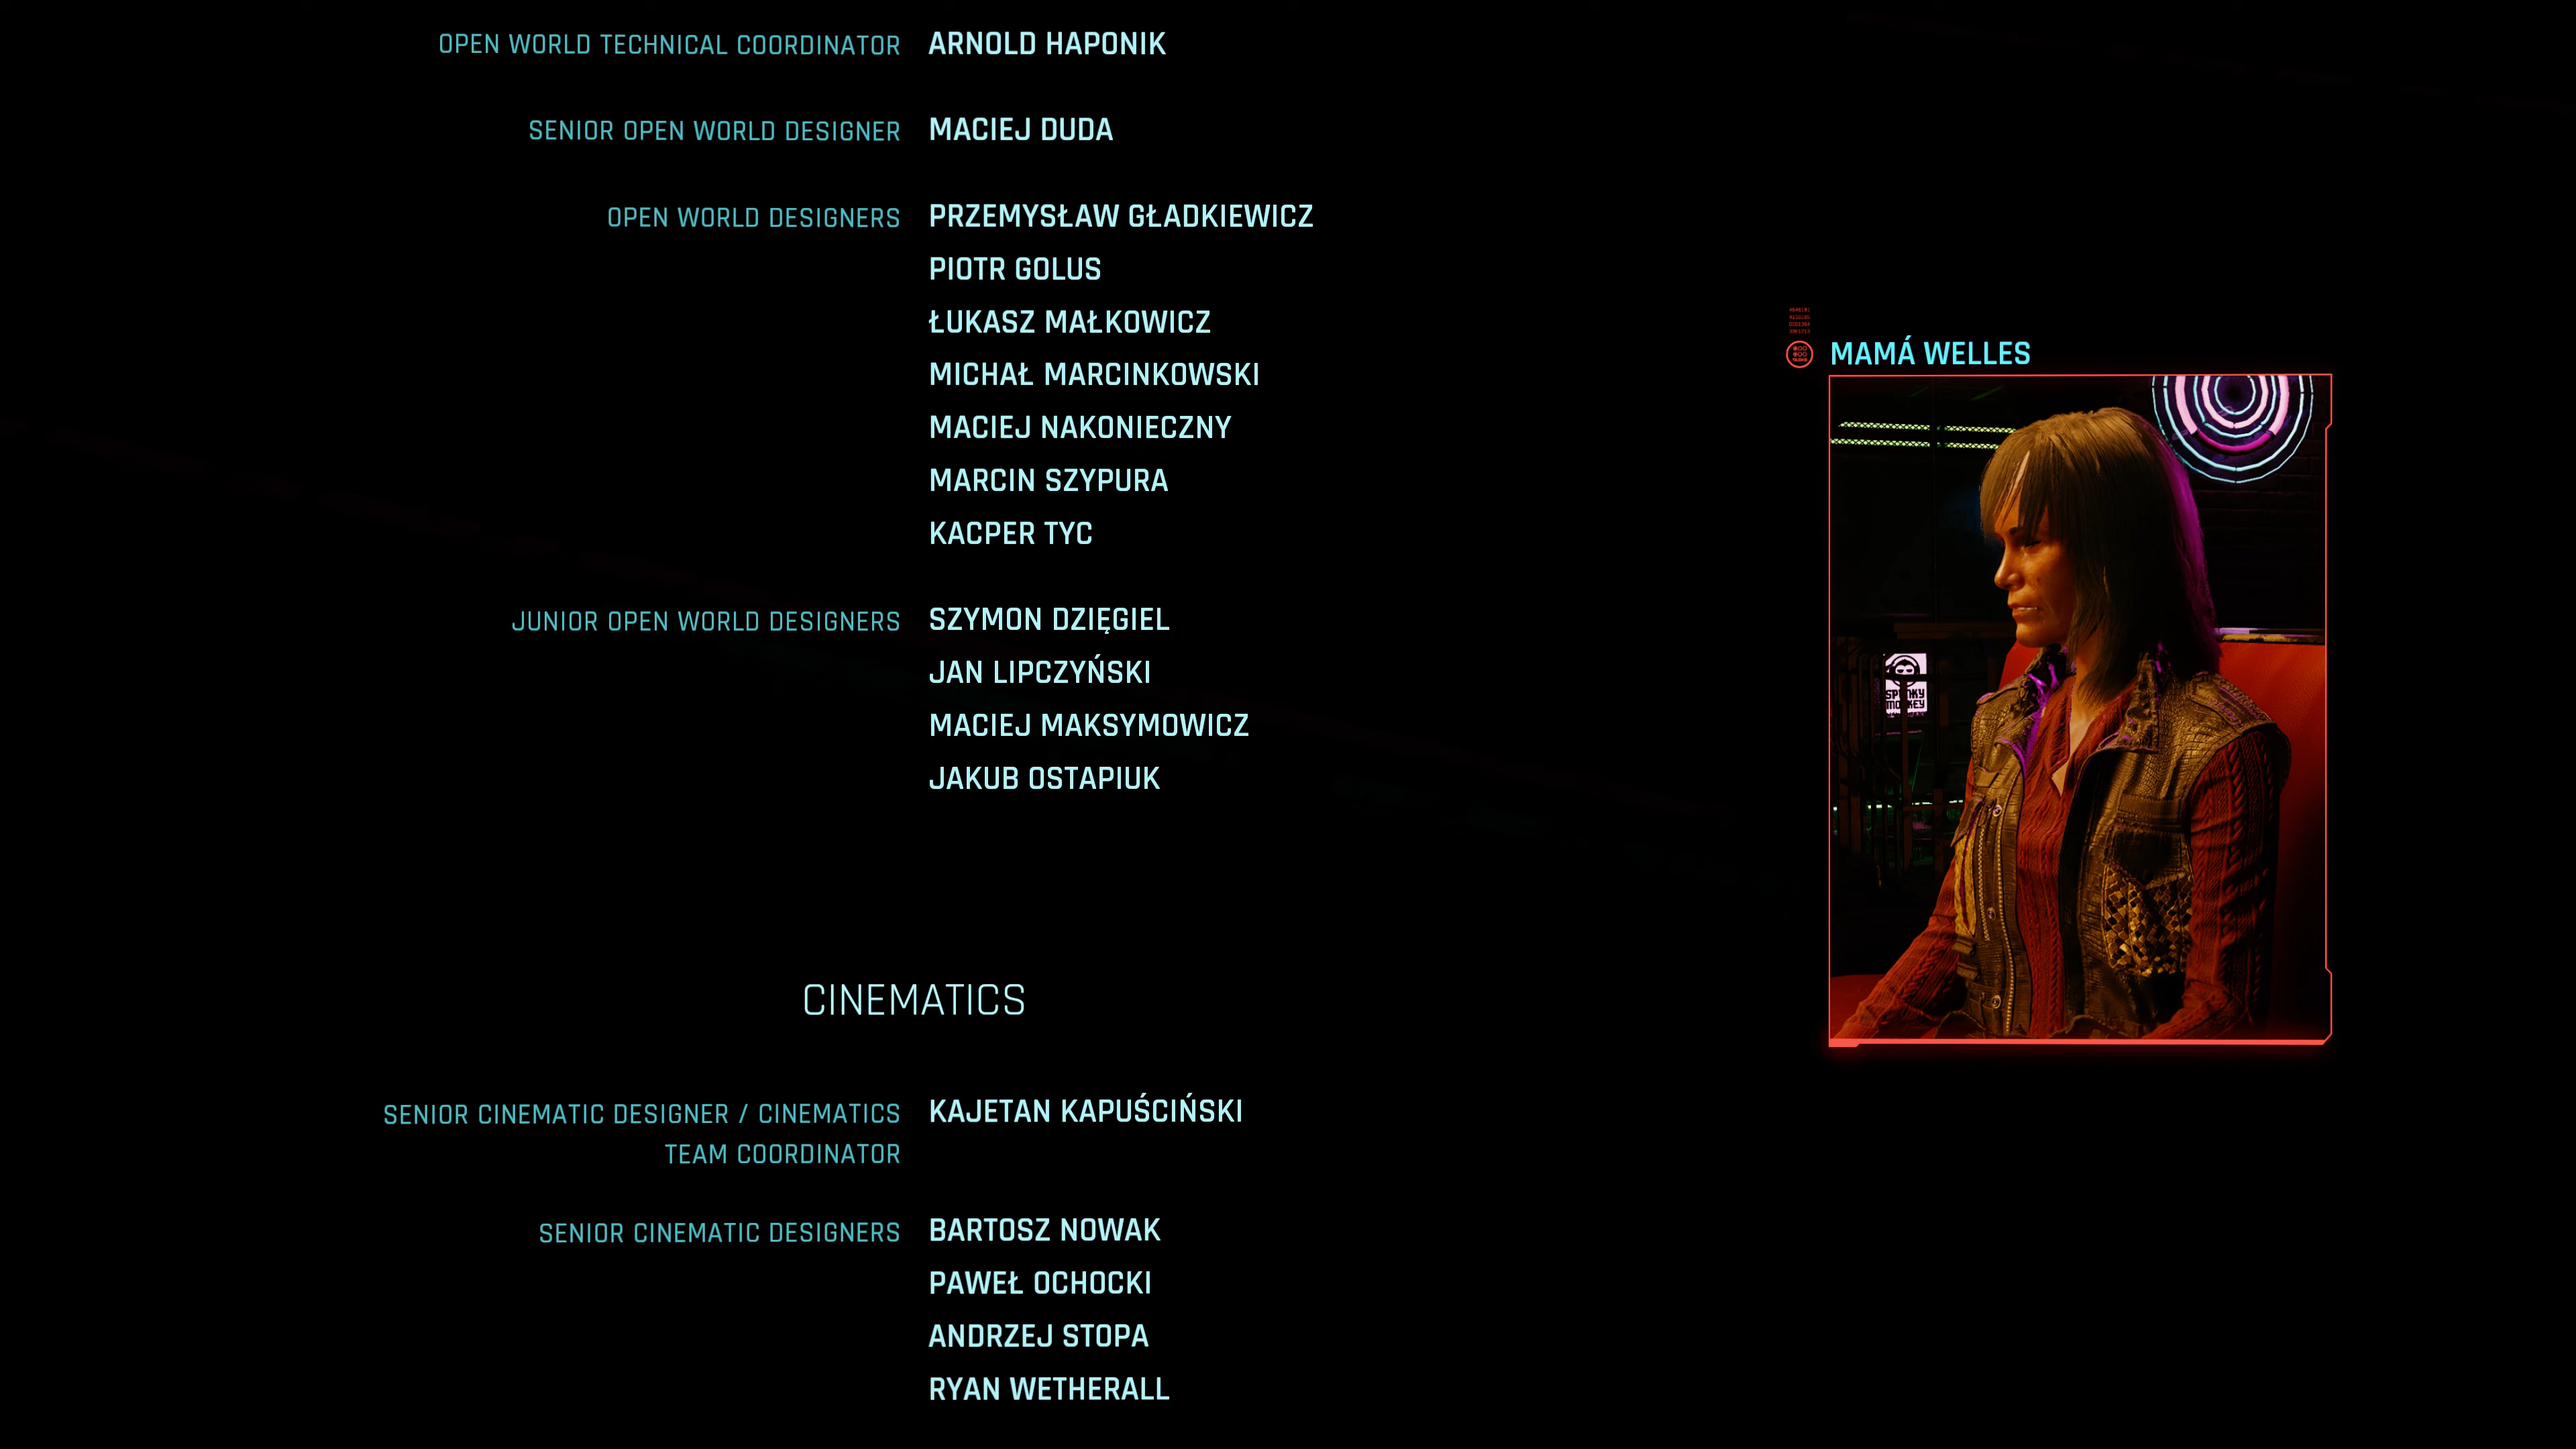 OPEN WORLD TECHNICAL COORDINATOR ARNOLD HAPONIK
SENIOR OPEN WORLD DESIGNER MACIEJ DUDA
OPEN WORLD DESIGNERS PRZEMYSŁAW GŁADKIEWICZ
PIOTR GOLUS
ŁUKASZ MAŁKOWICZ
MICHAŁ MARCINKOWSKI
MACIEJ NAKONIECZNY
MARCIN SZYPURA
KACPER TYC
JUNIOR OPEN WORLD DESIGNERS SZYMON DZIĘGIEL
JAN LIPCZYŃSKI
MACIEJ MAKSYMOWICZ
JAKUB OSTAPIUK
CINEMATICS
SENIOR CINEMATIC DESIGNER / CINEMATICS KAJETAN KAPUŚCIŃSKI
TEAM COORDINATOR
SENIOR CINEMATIC DESIGNERS BARTOSZ NOWAK
PAWEŁ OCHOCKI
ANDRZEJ STOPA
RYAN WETHERALL
MAMÁ WELLES